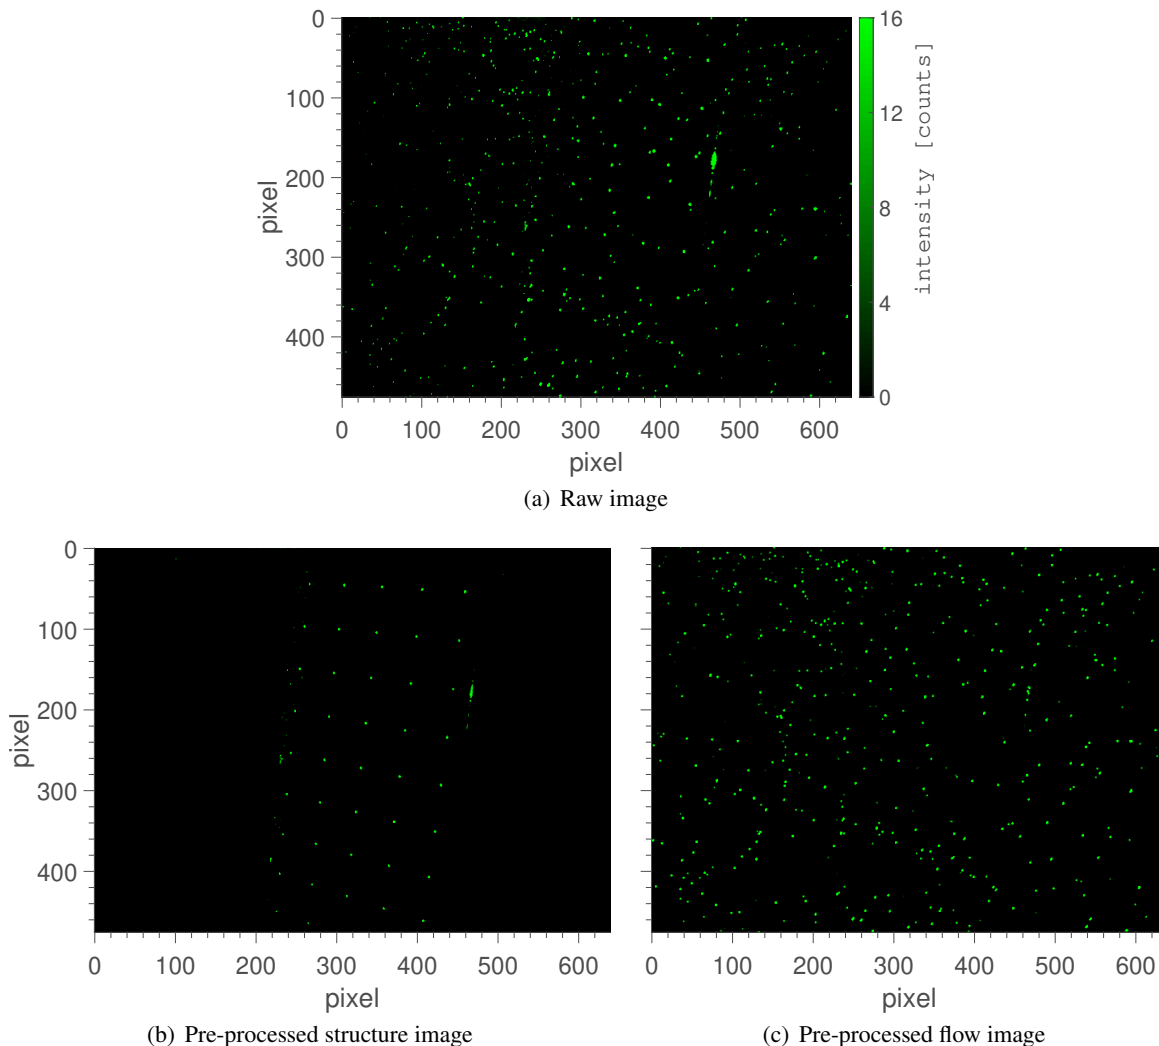 0
100
200
300
400
pixel
0 100 200 300 400 500 600
pixel
16
12
8
4
0
intensity [counts]
(a) Raw image
0
100
200
300
400
pixel
0 100 200 300 400 500 600
pixel
(b) Pre-processed structure image
0 100 200 300 400 500 600
pixel
(c) Pre-processed flow image